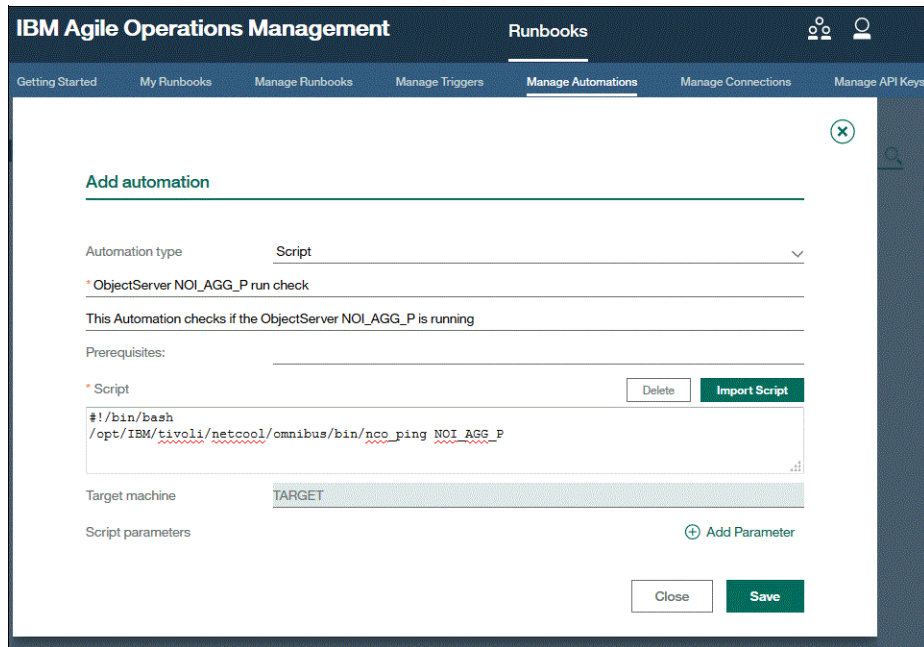 IBM Agile Operations Management Runbooks
Getting Started My Runbooks Manage Runbooks Manage Triggers Manage Automations Manage Connections Manage API Keys
Add automation
Automation type Script
* ObjectServer NOI_AGG_P run check
This Automation checks if the ObjectServer NOI_AGG_P is running
Prerequisites:
* Script Delete Import Script
#!/bin/bash
/opt/IBM/tivoli/netcool/omnibus/bin/nco_ping NOI_AGG_P
Target machine TARGET
Script parameters Add Parameter
Close Save